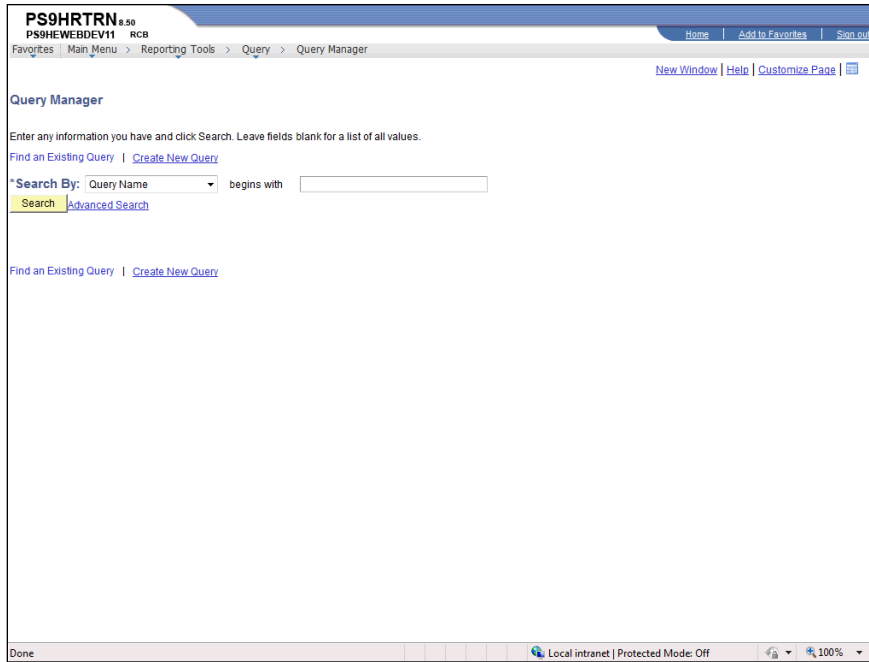 PS9HRTRN 8.50
PS9HEWEBDEV11 RCB
Home | Add to Favorites | Sign out
Favorites | Main Menu > Reporting Tools > Query > Query Manager
New Window | Help | Customize Page |
Query Manager
Enter any information you have and click Search. Leave fields blank for a list of all values.
Find an Existing Query | Create New Query
*Search By: Query Name begins with
Search Advanced Search
Find an Existing Query | Create New Query
Done Local intranet | Protected Mode: Off 100%